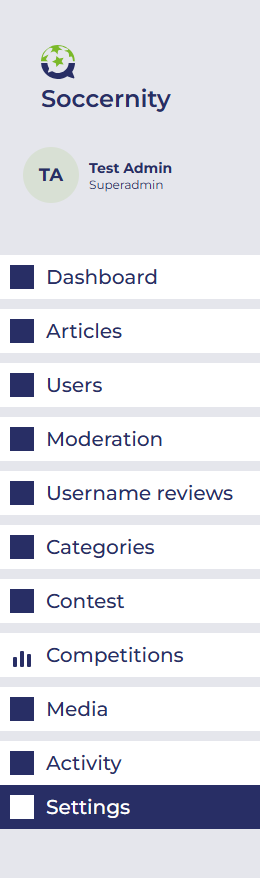 Soccernity
TA
Test Admin
Superadmin
Dashboard
Articles
Users
Moderation
Username reviews
Categories
Contest
Competitions
Media
Activity
Settings